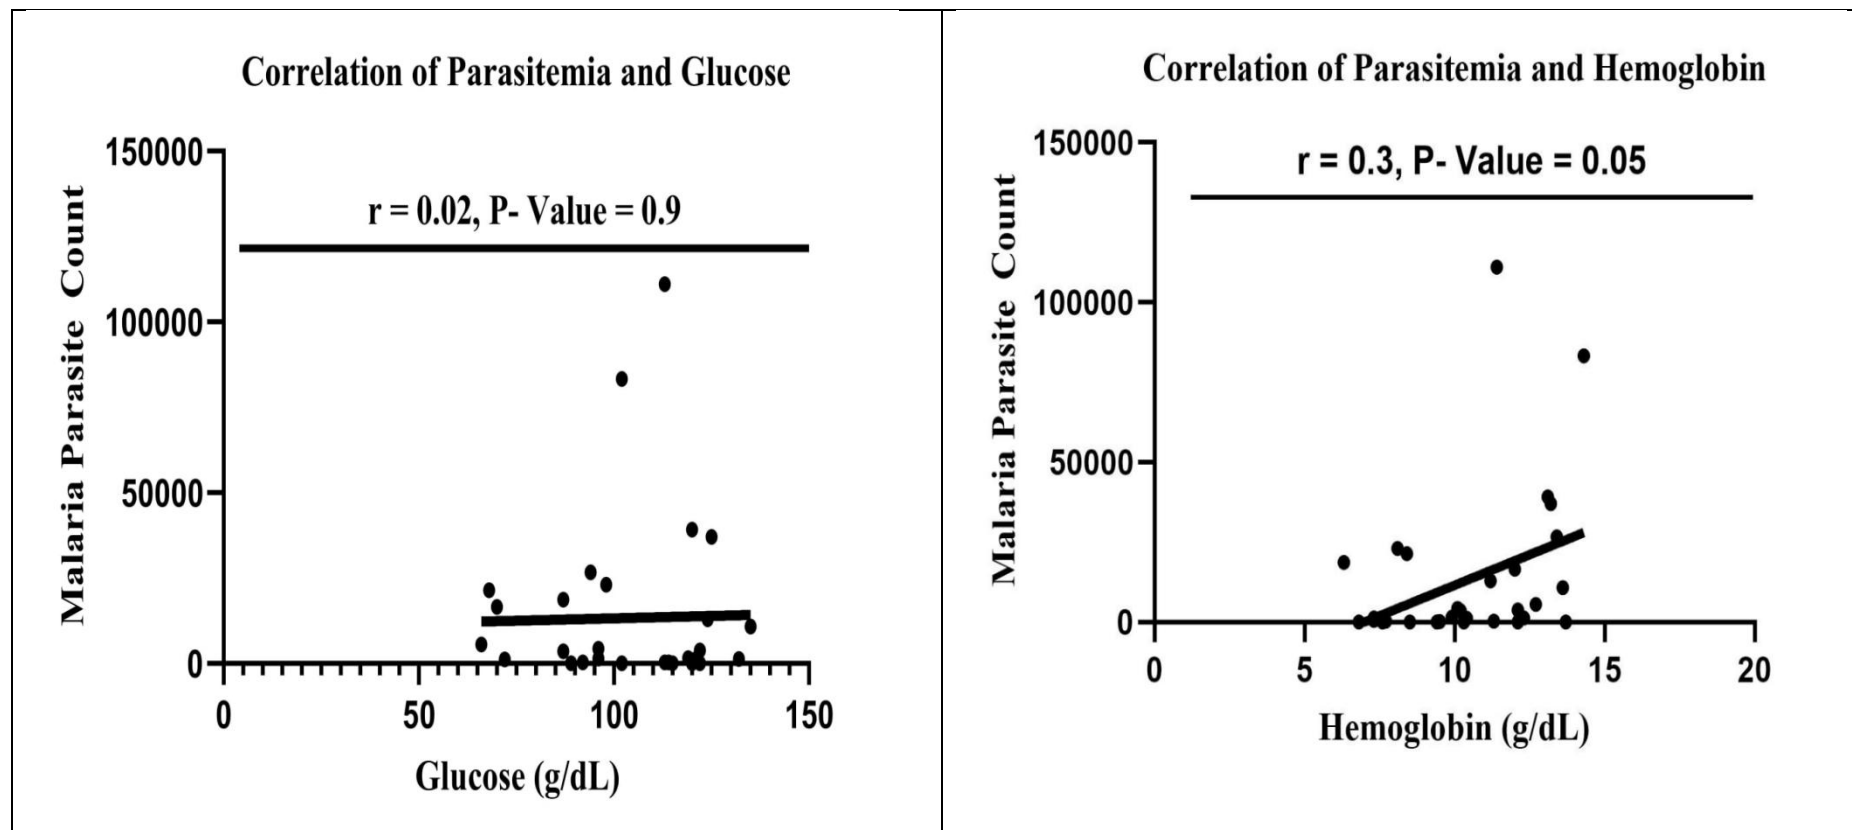 Correlation of Parasitemia and Glucose
150000
r = 0.02, P- Value = 0.9
100000
50000
0
0 50 100 150
Malaria Parasite Count
Glucose (g/dL)
Correlation of Parasitemia and Hemoglobin
150000
r = 0.3, P- Value = 0.05
100000
50000
0
0 5 10 15 20
Malaria Parasite Count
Hemoglobin (g/dL)